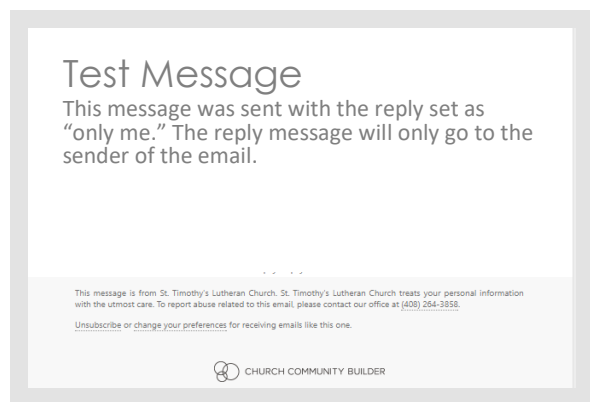 Test Message
This message was sent with the reply set as
“only me.” The reply message will only go to the
sender of the email.
This message is from St. Timothy's Lutheran Church. St. Timothy's Lutheran Church treats your personal information
with the utmost care. To report abuse related to this email, please contact our office at (408) 264-3858.
Unsubscribe or change your preferences for receiving emails like this one.
CHURCH COMMUNITY BUILDER